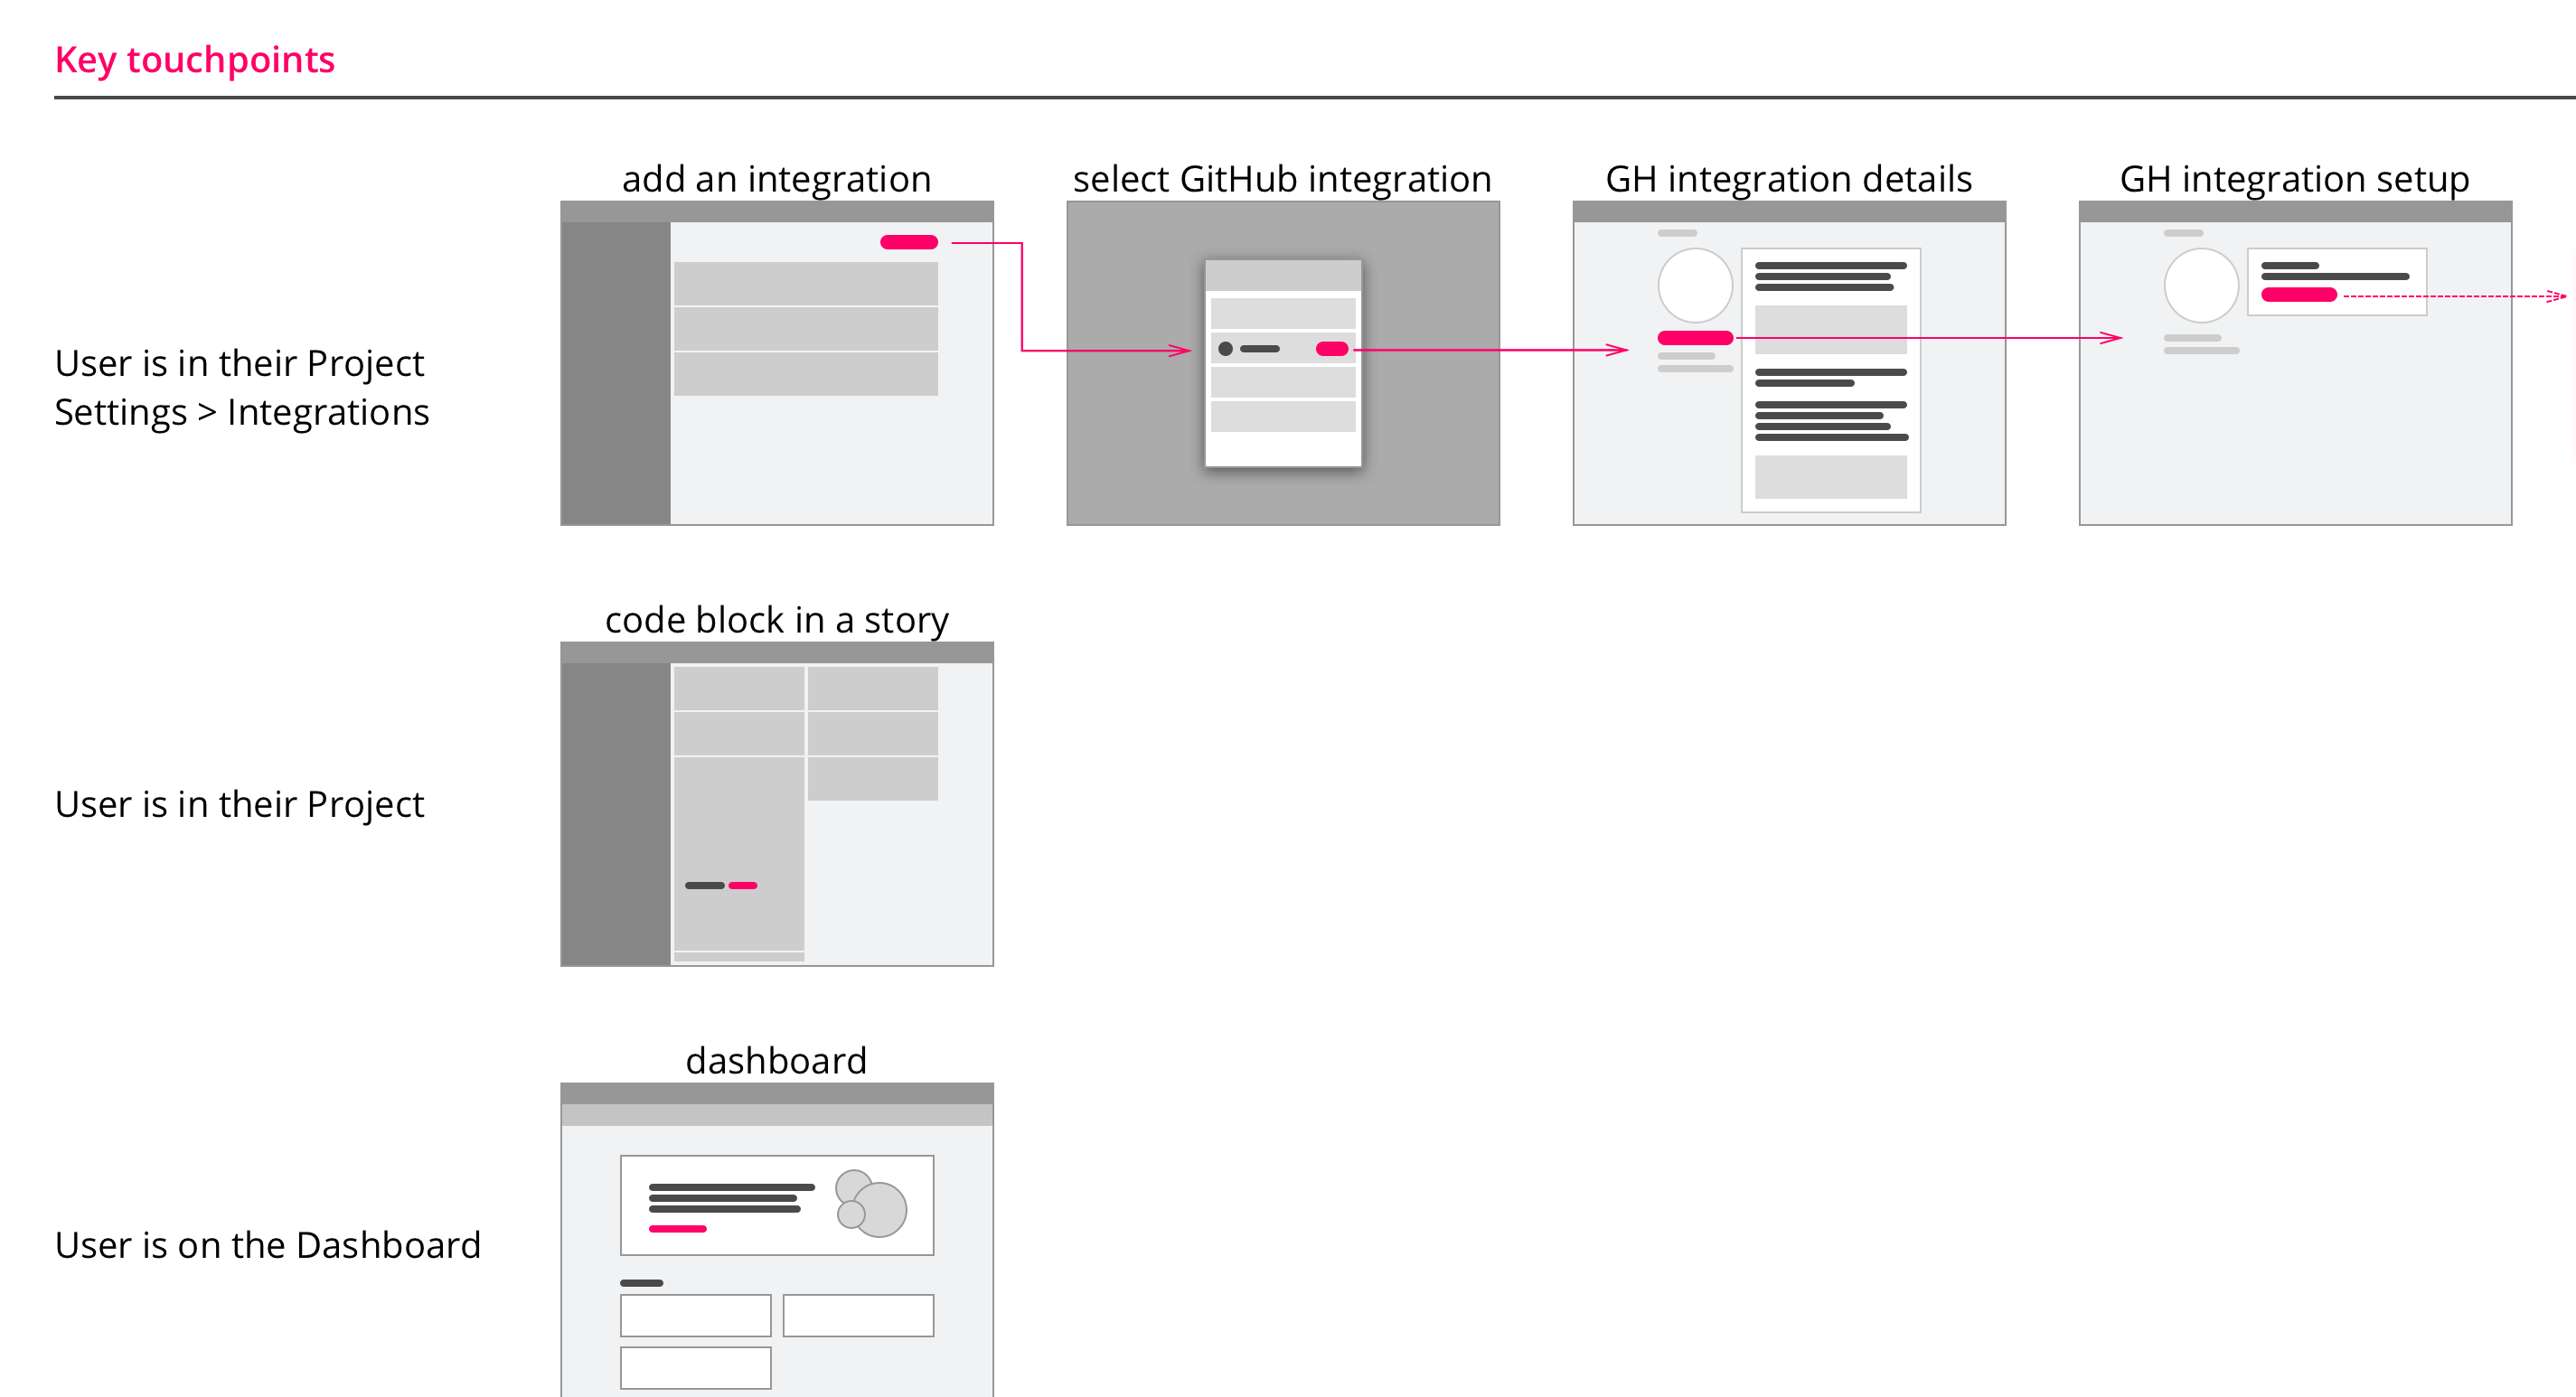 Key touchpoints
add an integration
select GitHub integration
GH integration details
GH integration setup
User is in their Project
Settings > Integrations
code block in a story
User is in their Project
dashboard
User is on the Dashboard